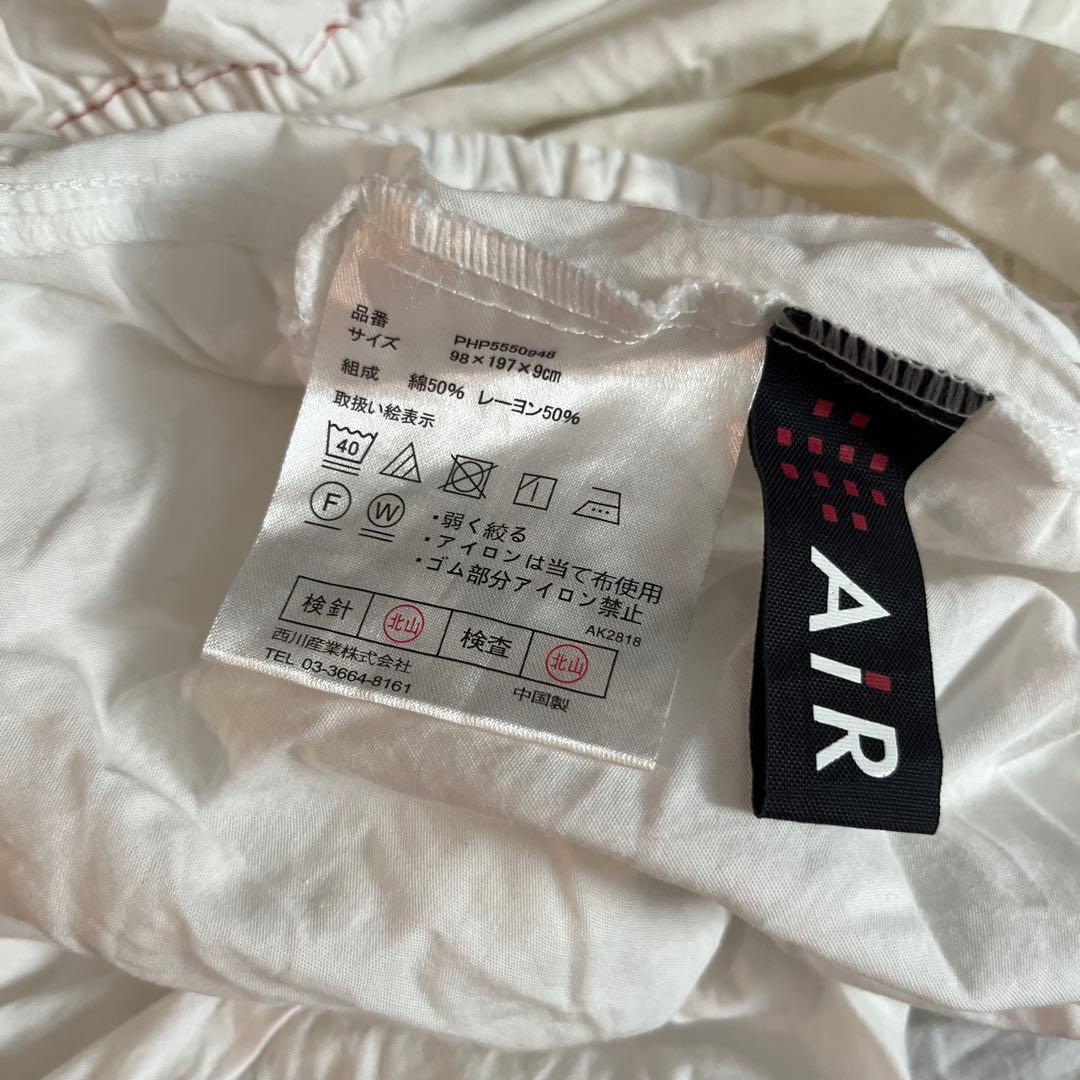 品番 PHP5550948
サイズ 98×197×9cm
組成 綿50% レーヨン50%
取扱い絵表示
40
F W
・弱く絞る
・アイロンは当て布使用
・ゴム部分アイロン禁止
AK2818
検針 北山 検査 北山
西川産業株式会社
TEL 03-3664-8161
中国製
AiR